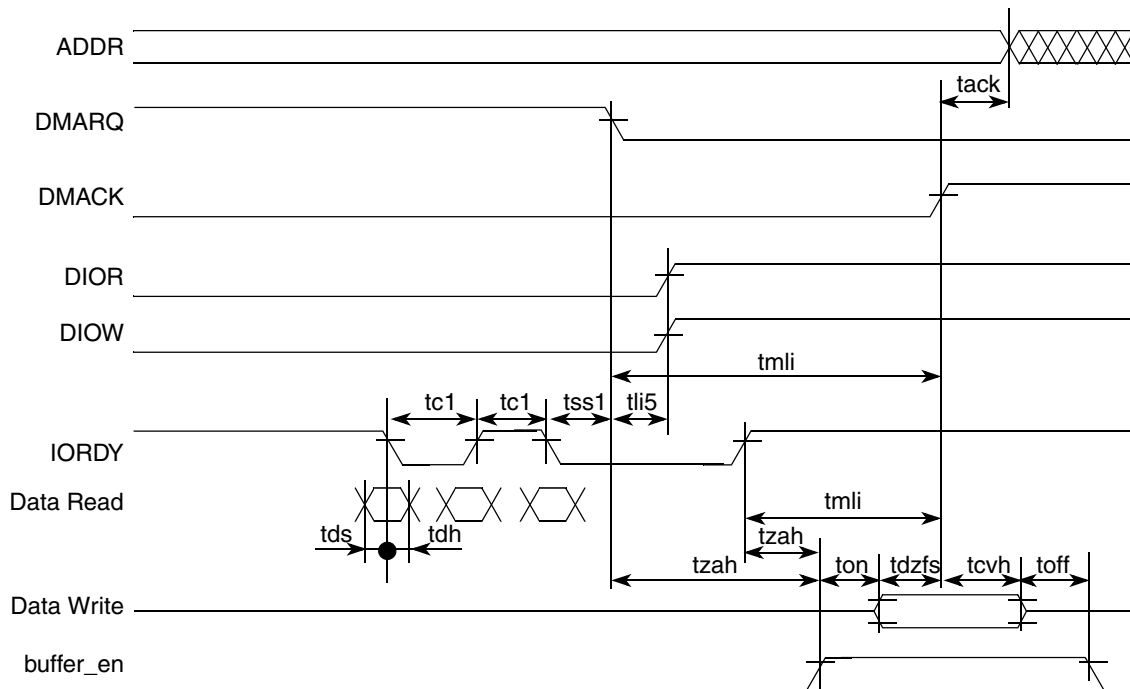 ADDR
tack
DMARQ
DMACK
DIOR
DIOW
tmli
tc1 tc1 tss1 tli5
IORDY
Data Read
tmli
tds tdh
tzah
tzah ton tdzfs tcvh toff
Data Write
buffer_en